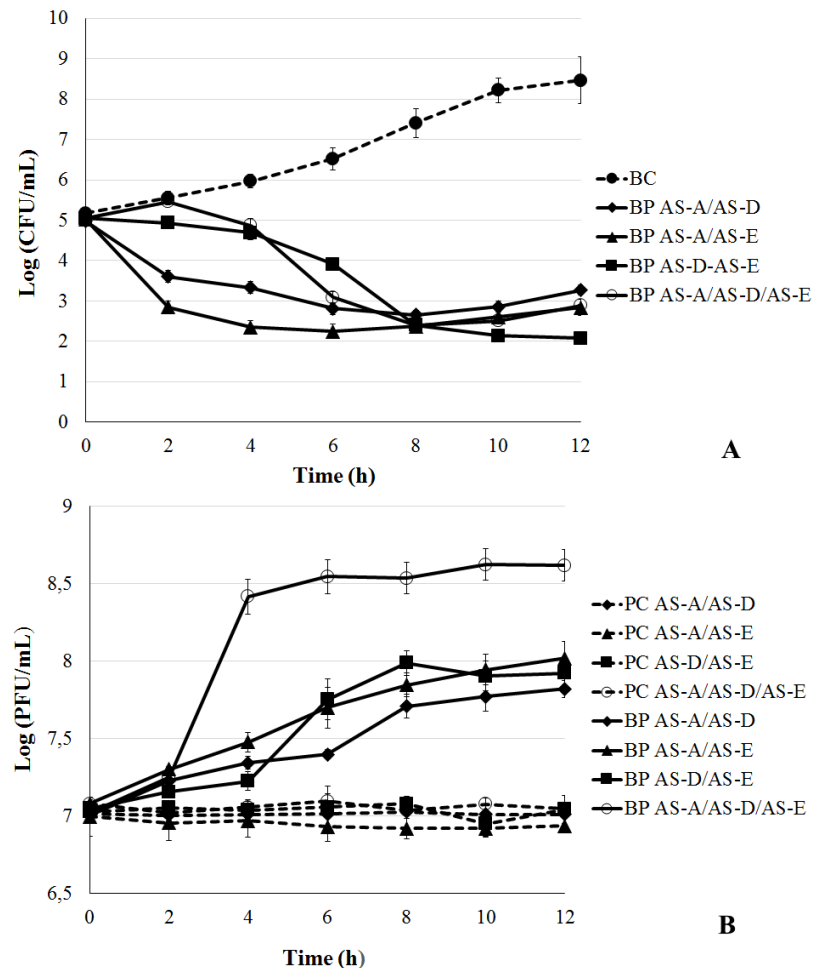 10
9
8
7
6
5
4
3
2
1
0
Log (CFU/mL)
0 2 4 6 8 10 12
Time (h)
BC
BP AS-A/AS-D
BP AS-A/AS-E
BP AS-D-AS-E
BP AS-A/AS-D/AS-E
A
9
8,5
8
7,5
7
6,5
Log (PFU/mL)
0 2 4 6 8 10 12
Time (h)
PC AS-A/AS-D
PC AS-A/AS-E
PC AS-D/AS-E
PC AS-A/AS-D/AS-E
BP AS-A/AS-D
BP AS-A/AS-E
BP AS-D/AS-E
BP AS-A/AS-D/AS-E
B